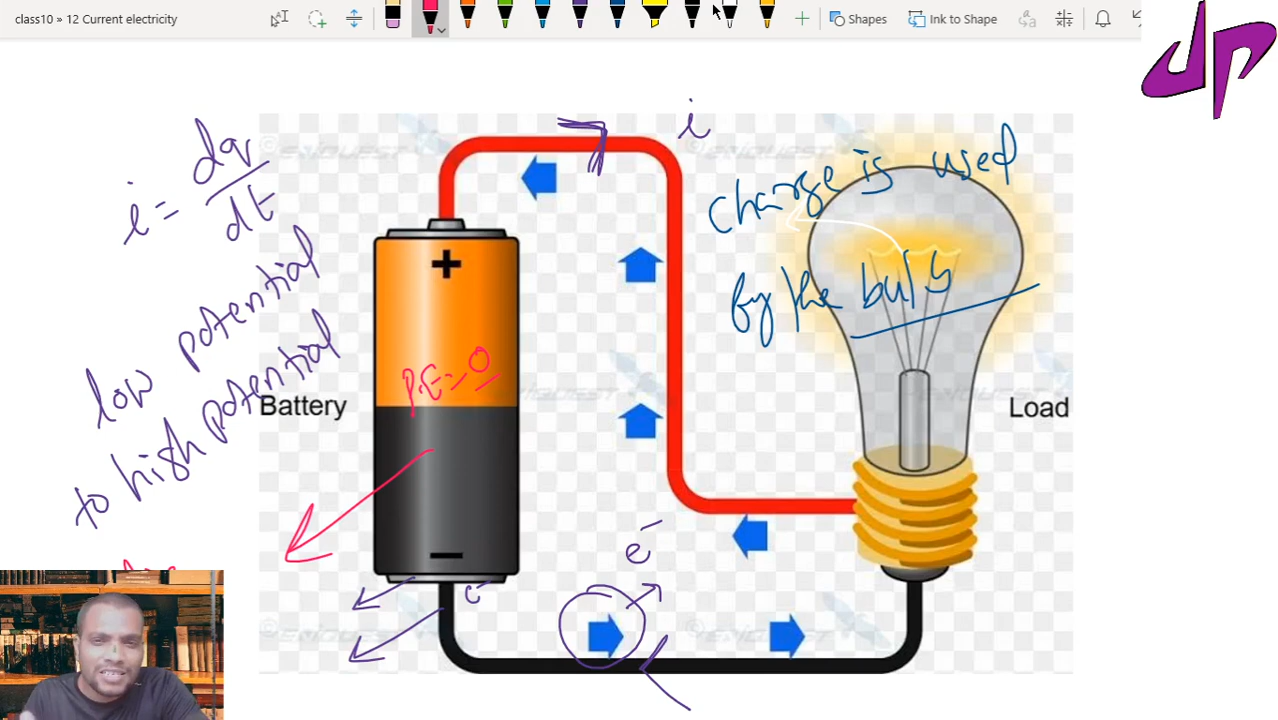 class10 » 12 Current electricity
Shapes
Ink to Shape
dp
i = dq/dt
i
charge is used
by the bulb
low potential
to high potential
+
P.E = 0
Battery
Load
−
e⁻
e⁻